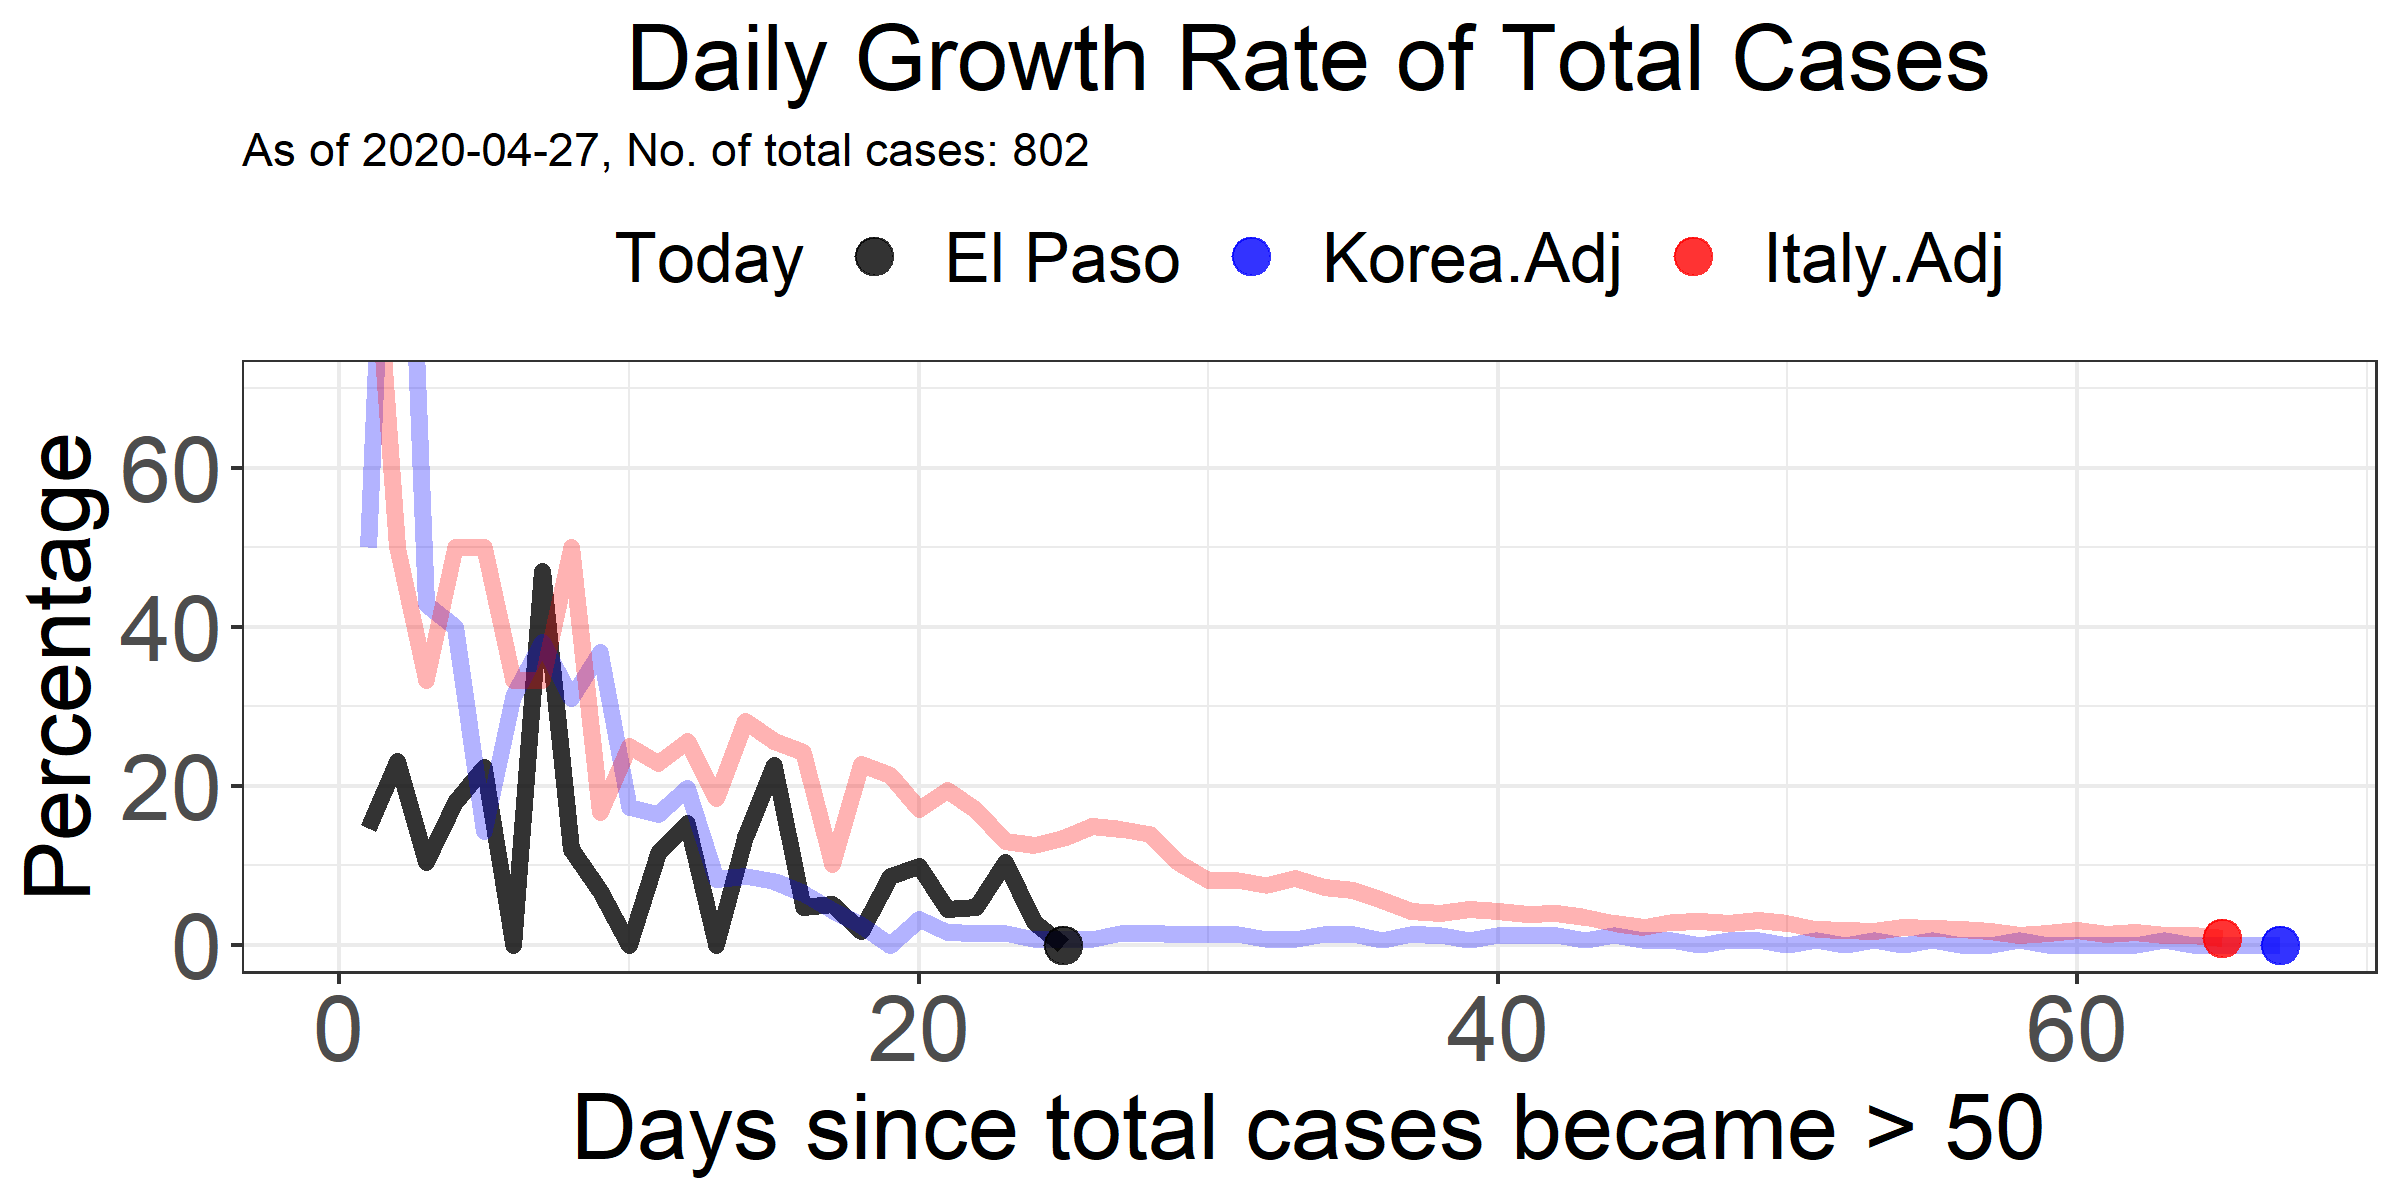 Daily Growth Rate of Total Cases
As of 2020-04-27, No. of total cases: 802
Today El Paso Korea.Adj Italy.Adj
Percentage
60
40
20
0
0 20 40 60
Days since total cases became > 50